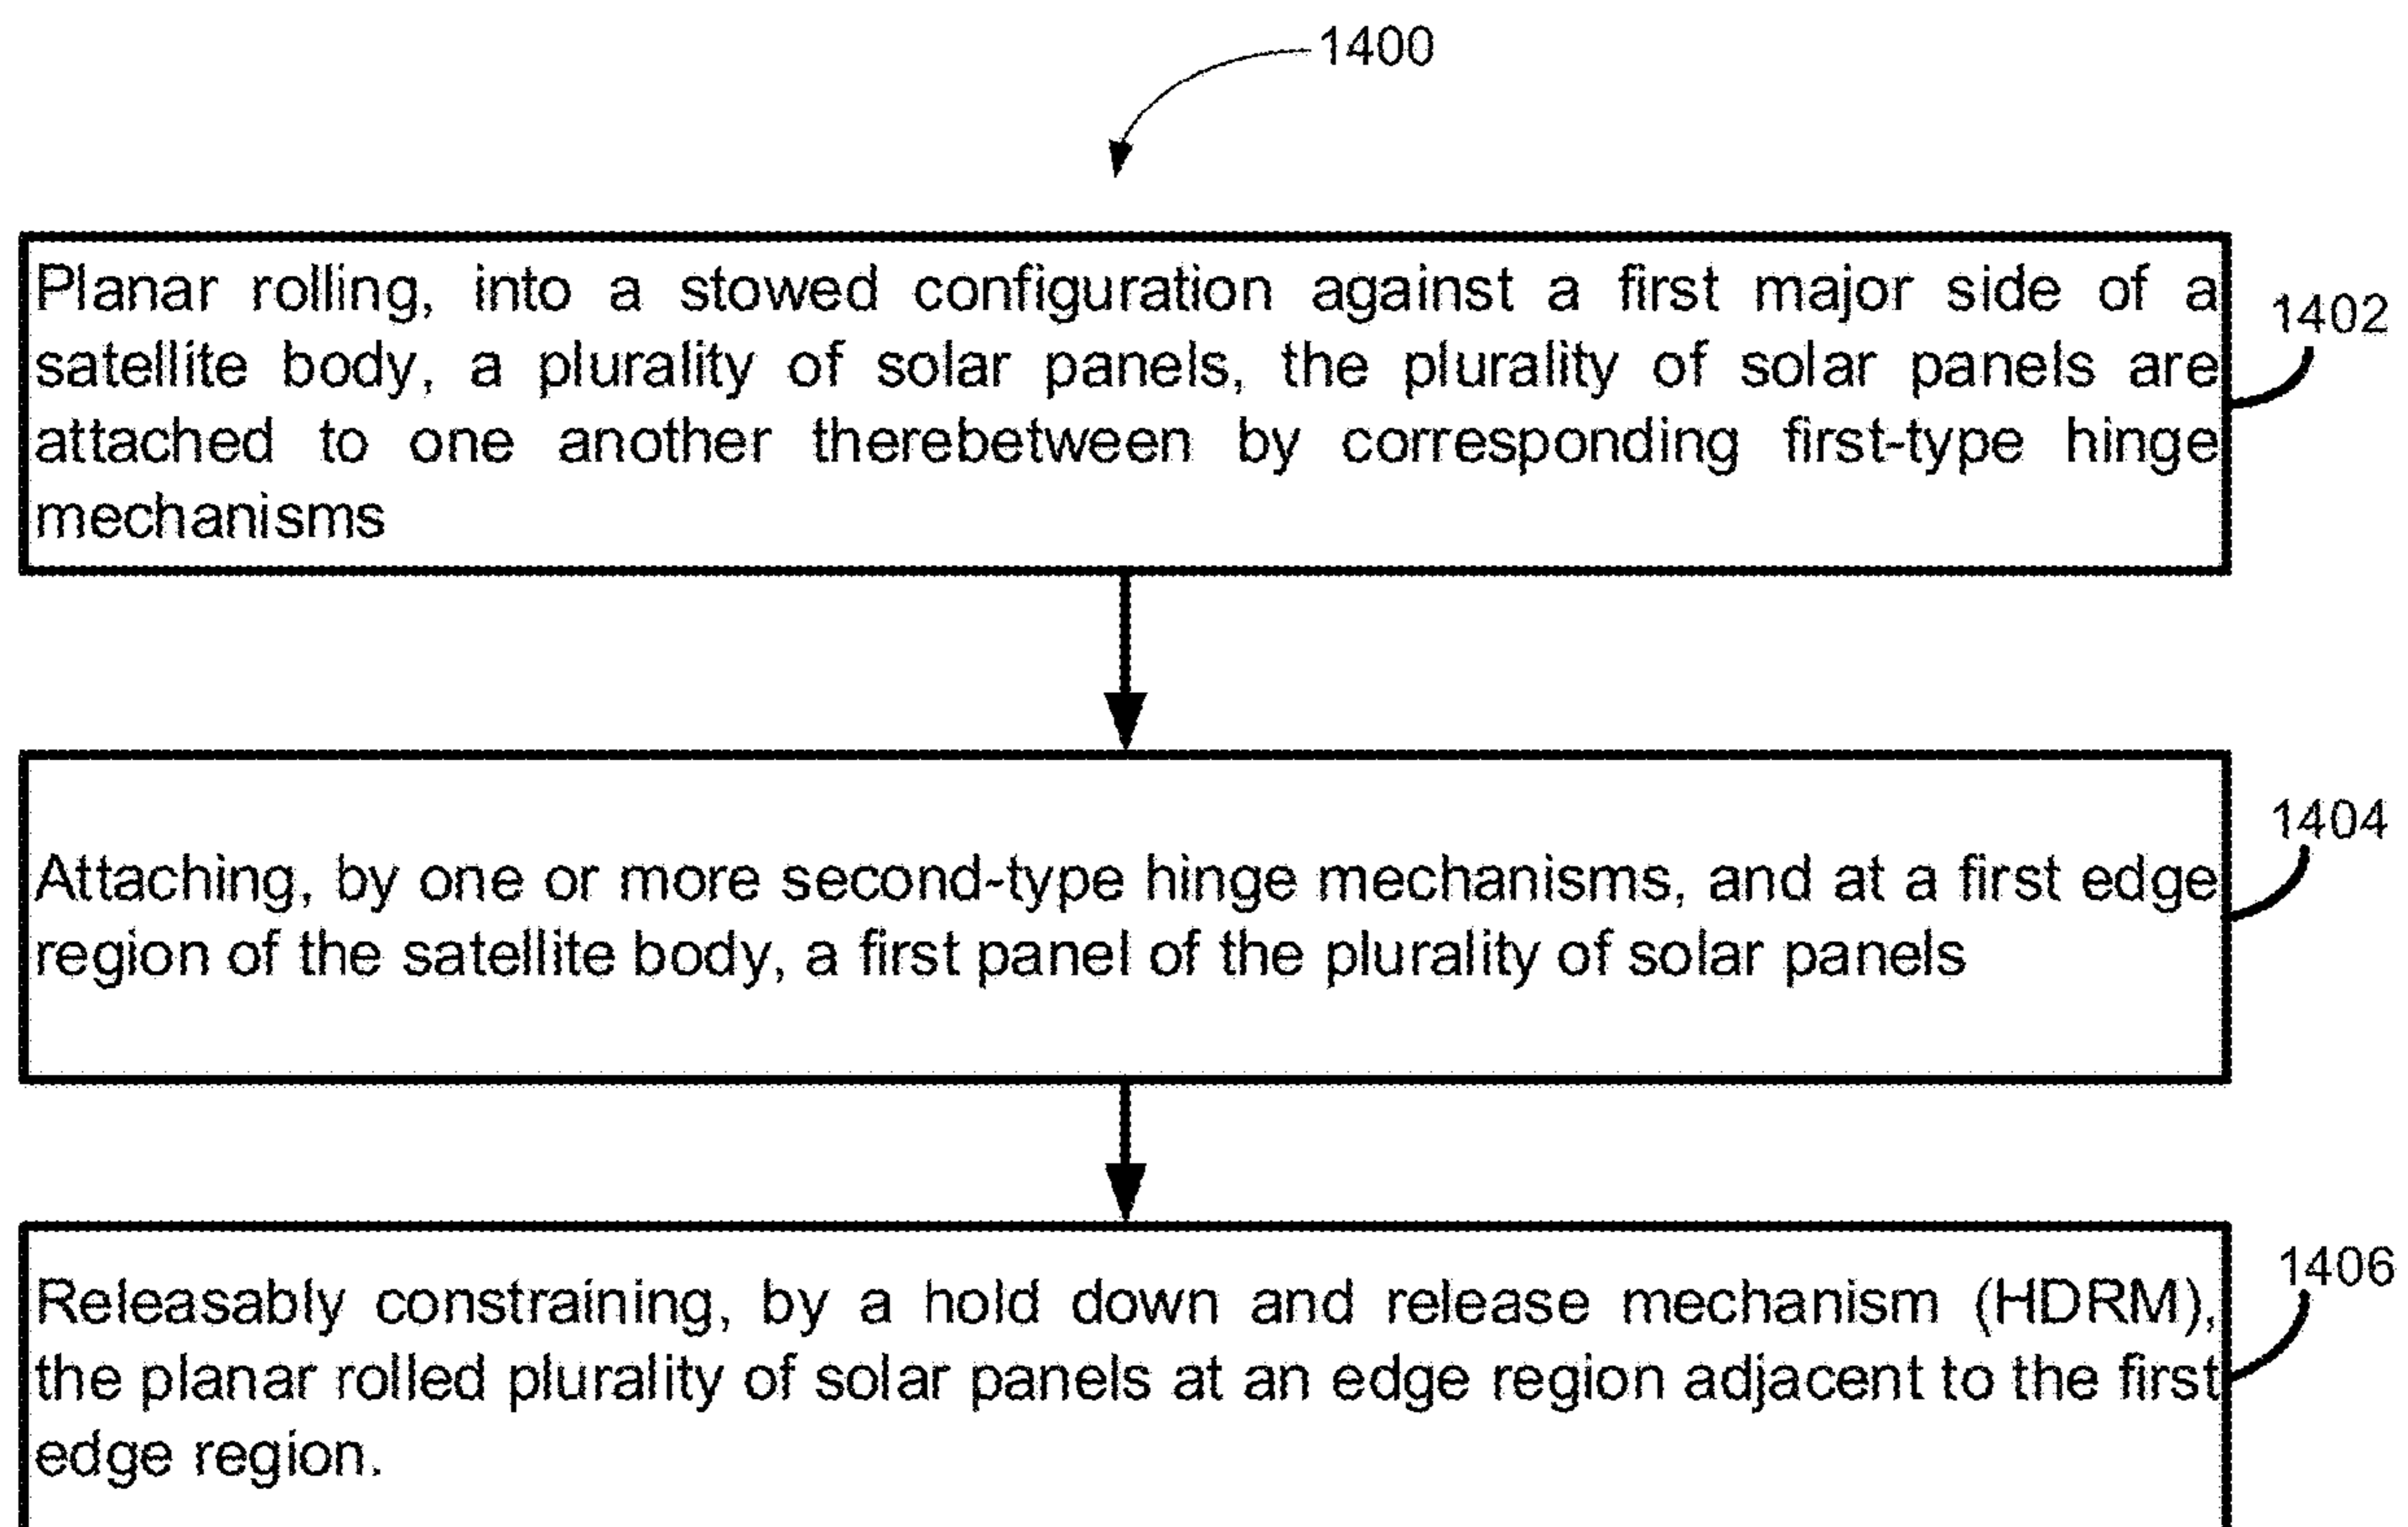 1400
Planar rolling, into a stowed configuration against a first major side of a
satellite body, a plurality of solar panels, the plurality of solar panels are
attached to one another therebetween by corresponding first-type hinge
mechanisms
1402
Attaching, by one or more second-type hinge mechanisms, and at a first edge
region of the satellite body, a first panel of the plurality of solar panels
1404
Releasably constraining, by a hold down and release mechanism (HDRM),
the planar rolled plurality of solar panels at an edge region adjacent to the first
edge region.
1406